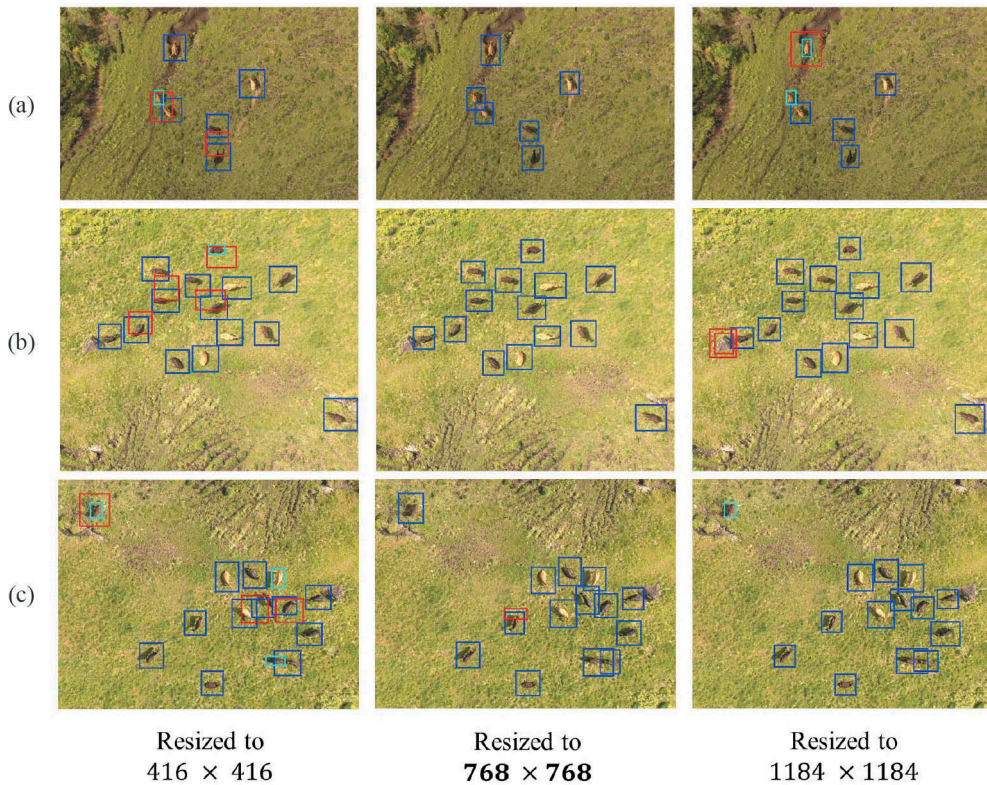 (a)
(b)
(c)
Resized to
416 × 416
Resized to
768 × 768
Resized to
1184 × 1184